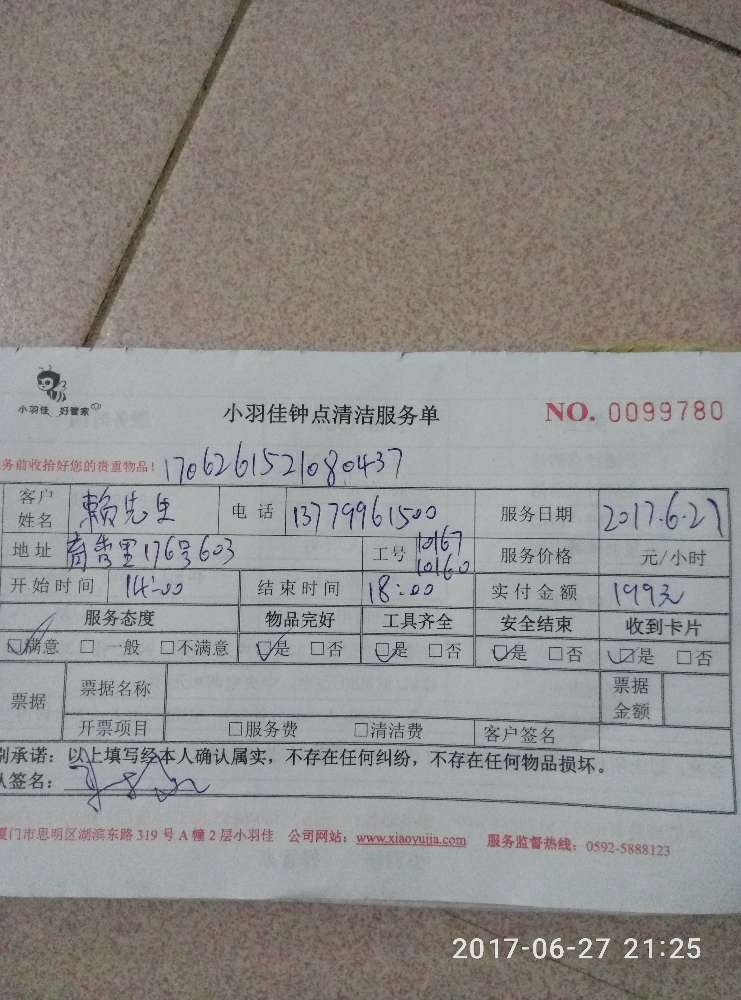 小羽佳 好管家
小羽佳钟点清洁服务单
NO. 0099780
务前收拾好您的贵重物品！ 1706261521080437
客户姓名 赖先生 电话 13779961500 服务日期 2017.6.27
地址 176号603 工号 10167 10160 服务价格 元/小时
开始时间 14:00 结束时间 18:00 实付金额 199元
服务态度 物品完好 工具齐全 安全结束 收到卡片
☑满意 □一般 □不满意 ☑是 □否 ☑是 □否 ☑是 □否 ☑是 □否
票据 票据名称 票据金额
开票项目 □服务费 □清洁费 客户签名
别承诺：以上填写经本人确认属实，不存在任何纠纷，不存在任何物品损坏。
认签名：
厦门市思明区湖滨东路 319 号 A 幢 2 层小羽佳 公司网站：www.xiaoyujia.com 服务监督热线：0592-5888123
2017-06-27 21:25